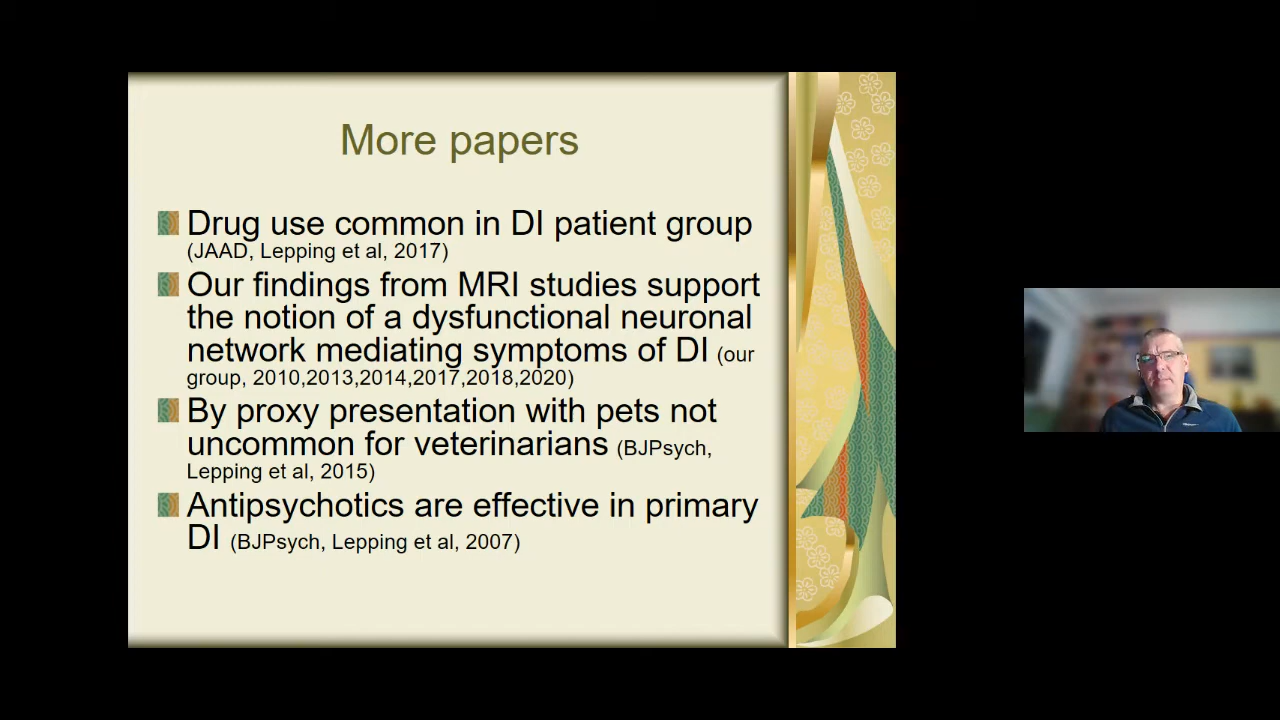 More papers
Drug use common in DI patient group
(JAAD, Lepping et al, 2017)
Our findings from MRI studies support
the notion of a dysfunctional neuronal
network mediating symptoms of DI (our
group, 2010,2013,2014,2017,2018,2020)
By proxy presentation with pets not
uncommon for veterinarians (BJPsych,
Lepping et al, 2015)
Antipsychotics are effective in primary
DI (BJPsych, Lepping et al, 2007)